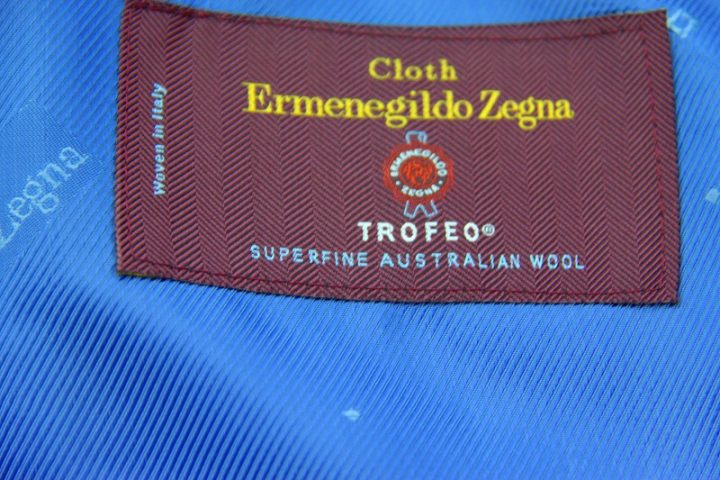 Cloth
Ermenegildo Zegna
Woven in Italy
ERMENEGILDO
ZEGNA
TROFEO®
SUPERFINE AUSTRALIAN WOOL
Zegna